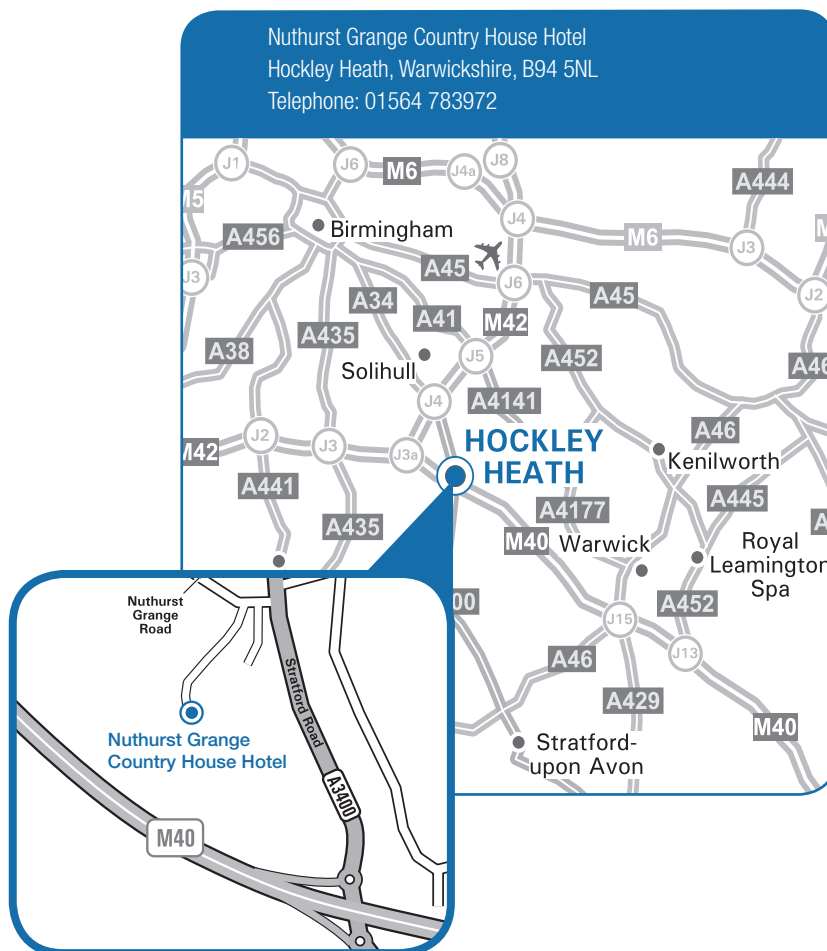 Nuthurst Grange Country House Hotel
Hockley Heath, Warwickshire, B94 5NL
Telephone: 01564 783972
J1
J6
M6
J4a
J8
A444
M5
A456
Birmingham
J4
M6
J3
J3
A45
J6
J2
A34
A45
A41
M42
A435
A38
Solihull
J5
A452
A46
J4
A4141
A46
J2
J3
J3a
M42
HOCKLEY
HEATH
Kenilworth
A441
A445
A435
A4177
M40
Warwick
Royal
Leamington
Spa
A452
J15
A46
J13
A429
M40
Stratford-
upon Avon
Nuthurst
Grange
Road
Stratford Road
Nuthurst Grange
Country House Hotel
A3400
M40